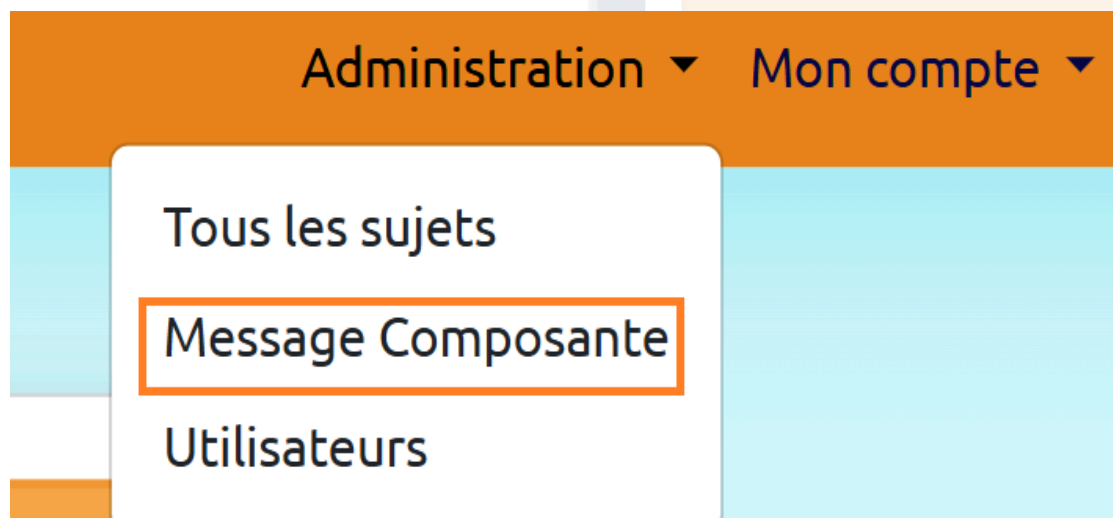 Administration Mon compte
Tous les sujets
Message Composante
Utilisateurs